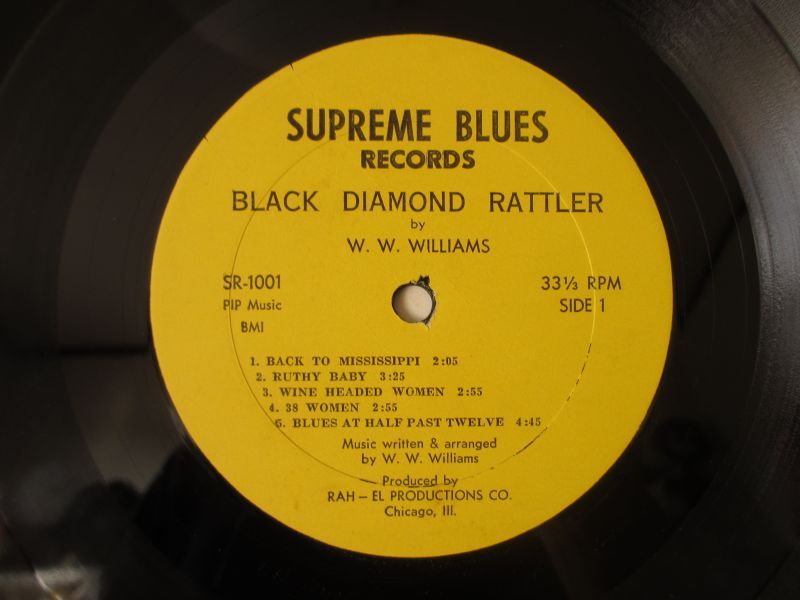 SUPREME BLUES
RECORDS
BLACK DIAMOND RATTLER
by
W. W. WILLIAMS
SR-1001
PIP Music
BMI
33⅓ RPM
SIDE 1
1. BACK TO MISSISSIPPI 2:05
2. RUTHY BABY 3:25
3. WINE HEADED WOMEN 2:55
4. 38 WOMEN 2:55
5. BLUES AT HALF PAST TWELVE 4:45
Music written & arranged
by W. W. Williams
Produced by
RAH – EL PRODUCTIONS CO.
Chicago, Ill.